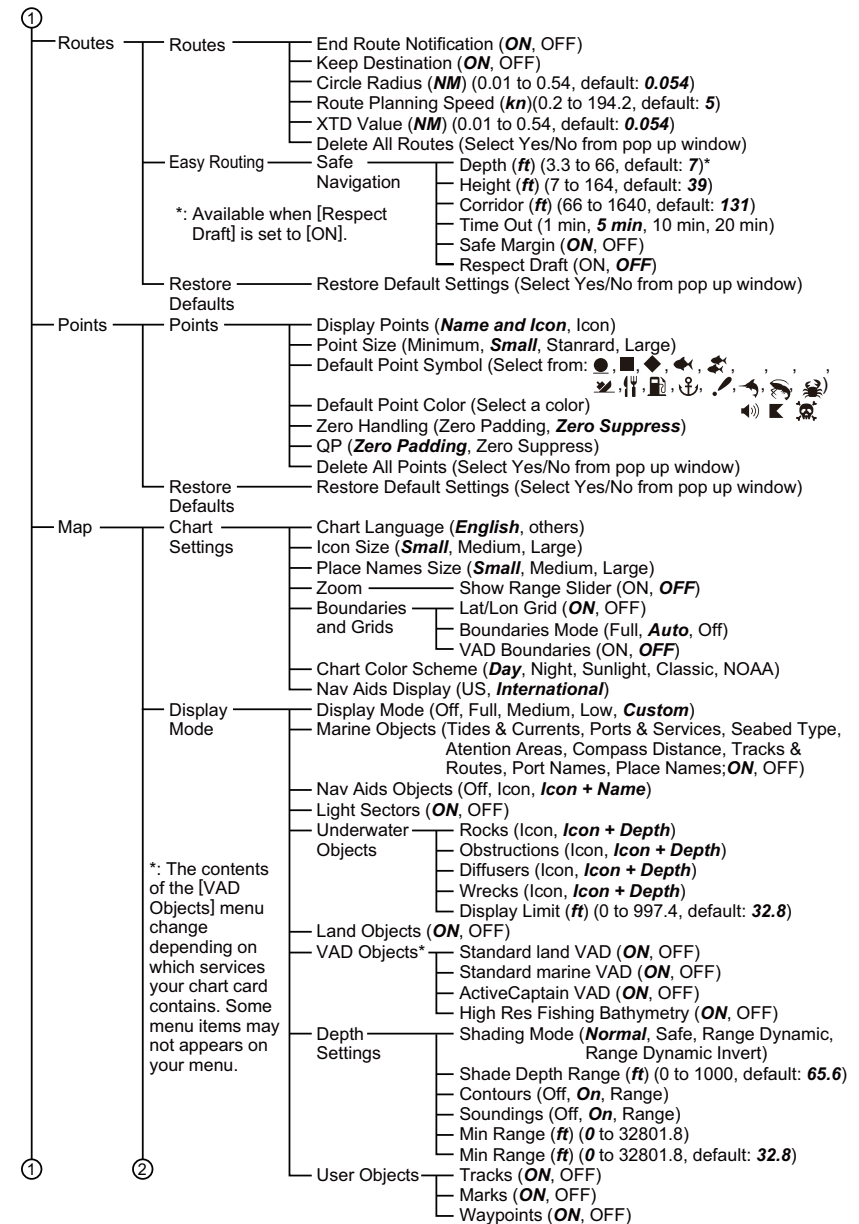 1
Routes Routes End Route Notification (ON, OFF)
Keep Destination (ON, OFF)
Circle Radius (NM) (0.01 to 0.54, default: 0.054)
Route Planning Speed (kn)(0.2 to 194.2, default: 5)
XTD Value (NM) (0.01 to 0.54, default: 0.054)
Delete All Routes (Select Yes/No from pop up window)
Easy Routing Safe Navigation Depth (ft) (3.3 to 66, default: 7)*
Height (ft) (7 to 164, default: 39)
Corridor (ft) (66 to 1640, default: 131)
Time Out (1 min, 5 min, 10 min, 20 min)
Safe Margin (ON, OFF)
Respect Draft (ON, OFF)
*: Available when [Respect
Draft] is set to [ON].
Restore Defaults Restore Default Settings (Select Yes/No from pop up window)
Points Points Display Points (Name and Icon, Icon)
Point Size (Minimum, Small, Stanrard, Large)
Default Point Symbol (Select from: , , , , , , , , ,
, , , , , , , )
Default Point Color (Select a color)
Zero Handling (Zero Padding, Zero Suppress)
QP (Zero Padding, Zero Suppress)
Delete All Points (Select Yes/No from pop up window)
Restore Defaults Restore Default Settings (Select Yes/No from pop up window)
Map Chart Settings Chart Language (English, others)
Icon Size (Small, Medium, Large)
Place Names Size (Small, Medium, Large)
Zoom Show Range Slider (ON, OFF)
Boundaries and Grids Lat/Lon Grid (ON, OFF)
Boundaries Mode (Full, Auto, Off)
VAD Boundaries (ON, OFF)
Chart Color Scheme (Day, Night, Sunlight, Classic, NOAA)
Nav Aids Display (US, International)
Display Mode Display Mode (Off, Full, Medium, Low, Custom)
Marine Objects (Tides & Currents, Ports & Services, Seabed Type,
Atention Areas, Compass Distance, Tracks &
Routes, Port Names, Place Names;ON, OFF)
Nav Aids Objects (Off, Icon, Icon + Name)
Light Sectors (ON, OFF)
Underwater Objects Rocks (Icon, Icon + Depth)
Obstructions (Icon, Icon + Depth)
Diffusers (Icon, Icon + Depth)
Wrecks (Icon, Icon + Depth)
Display Limit (ft) (0 to 997.4, default: 32.8)
Land Objects (ON, OFF)
VAD Objects* Standard land VAD (ON, OFF)
Standard marine VAD (ON, OFF)
ActiveCaptain VAD (ON, OFF)
High Res Fishing Bathymetry (ON, OFF)
*: The contents
of the [VAD
Objects] menu
change
depending on
which services
your chart card
contains. Some
menu items may
not appears on
your menu.
Depth Settings Shading Mode (Normal, Safe, Range Dynamic,
Range Dynamic Invert)
Shade Depth Range (ft) (0 to 1000, default: 65.6)
Contours (Off, On, Range)
Soundings (Off, On, Range)
Min Range (ft) (0 to 32801.8)
Min Range (ft) (0 to 32801.8, default: 32.8)
User Objects Tracks (ON, OFF)
Marks (ON, OFF)
Waypoints (ON, OFF)
1 2